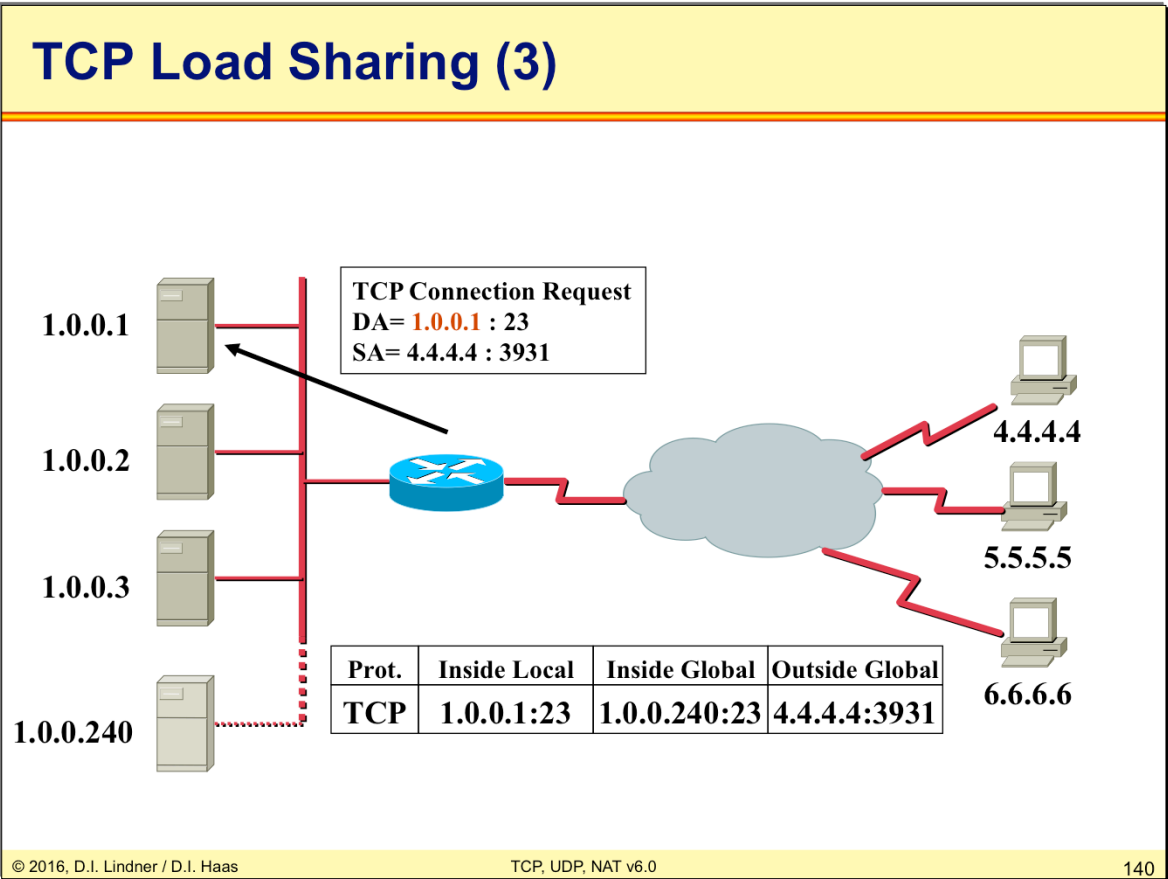 TCP Load Sharing (3)
TCP Connection Request
DA= 1.0.0.1 : 23
SA= 4.4.4.4 : 3931
1.0.0.1
1.0.0.2
1.0.0.3
1.0.0.240
4.4.4.4
5.5.5.5
6.6.6.6
Prot. Inside Local Inside Global Outside Global
TCP 1.0.0.1:23 1.0.0.240:23 4.4.4.4:3931
© 2016, D.I. Lindner / D.I. Haas TCP, UDP, NAT v6.0 140